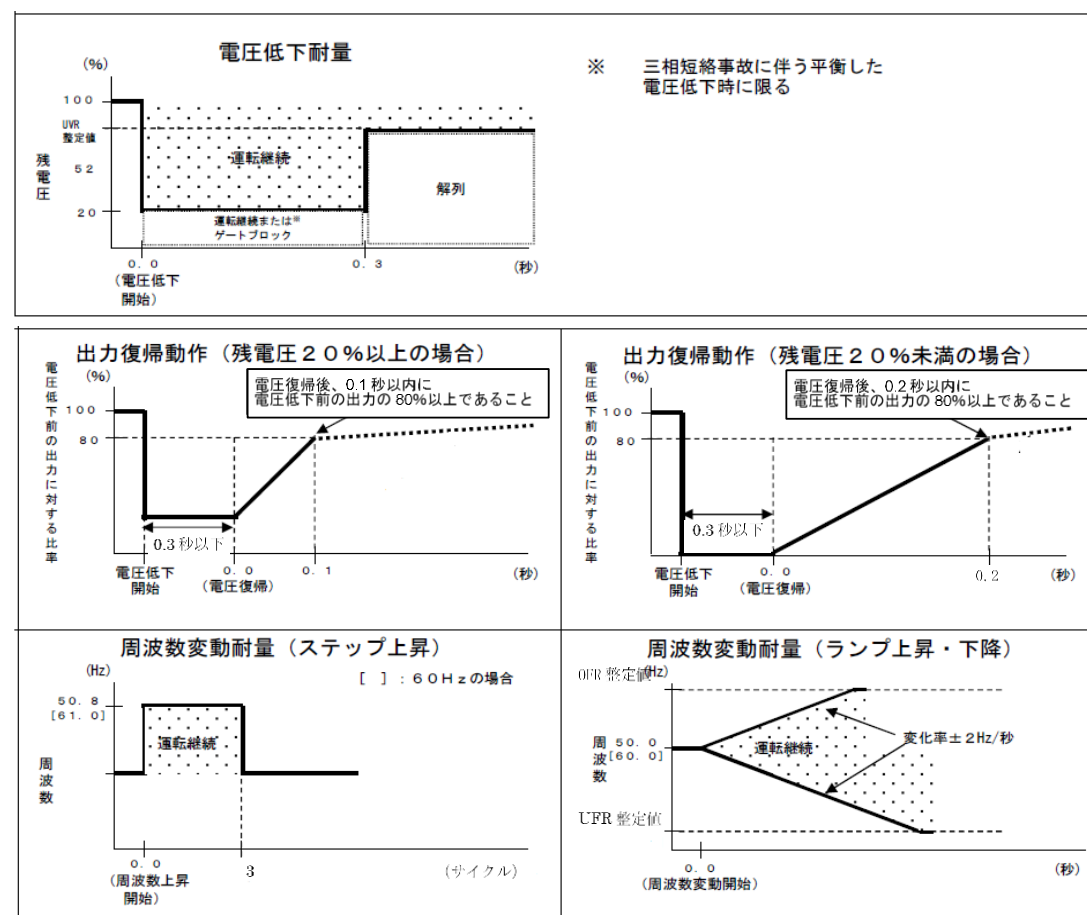 電圧低下耐量
(%)
100
UVR
整定値
残電圧
52
20
運転継続
運転継続または※
ゲートブロック
解列
0.0
(電圧低下
開始)
0.3
(秒)
※ 三相短絡事故に伴う平衡した
電圧低下時に限る
出力復帰動作(残電圧20%以上の場合)
電圧低下前の出力に対する比率
(%)
100
80
電圧復帰後、0.1秒以内に
電圧低下前の出力の80%以上であること
0.3秒以下
電圧低下
開始
0.0
(電圧復帰)
0.1
(秒)
出力復帰動作(残電圧20%未満の場合)
電圧低下前の出力に対する比率
(%)
100
80
電圧復帰後、0.2秒以内に
電圧低下前の出力の80%以上であること
0.3秒以下
電圧低下
開始
0.0
(電圧復帰)
0.2
(秒)
周波数変動耐量(ステップ上昇)
(Hz)
[ ]:60Hzの場合
50.8
[61.0]
運転継続
周波数
0.0
(周波数上昇
開始)
3
(サイクル)
周波数変動耐量(ランプ上昇・下降)
OFR整定値
(Hz)
周波数
50.0
[60.0]
運転継続
変化率±2Hz/秒
UFR整定値
0.0
(周波数変動開始)
(秒)